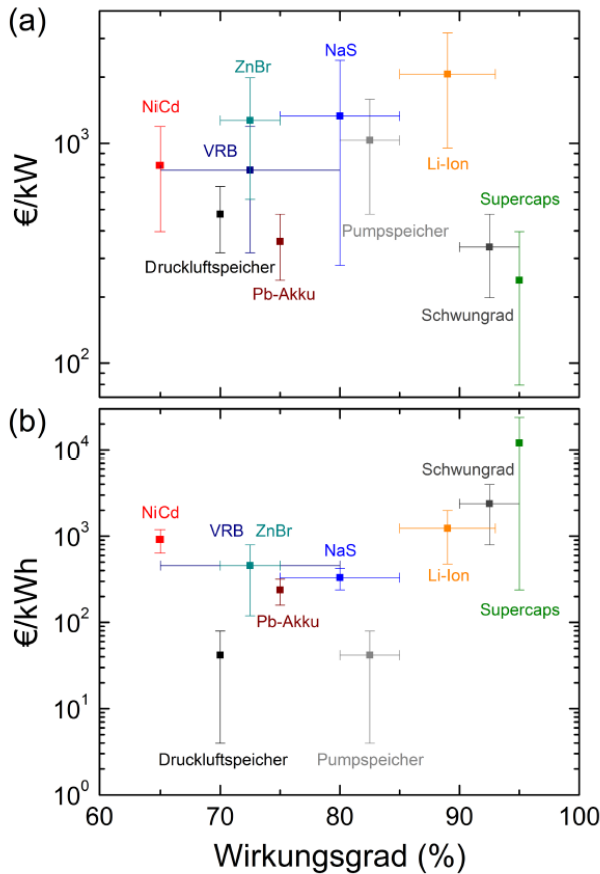 (a)
€/kW
10³
10²
NiCd
ZnBr
NaS
VRB
Li-Ion
Supercaps
Druckluftspeicher
Pb-Akku
Pumpspeicher
Schwungrad
(b)
€/kWh
10⁴
10³
10²
10¹
10⁰
NiCd
VRB
ZnBr
NaS
Schwungrad
Li-Ion
Pb-Akku
Supercaps
Druckluftspeicher
Pumpspeicher
60 70 80 90 100
Wirkungsgrad (%)